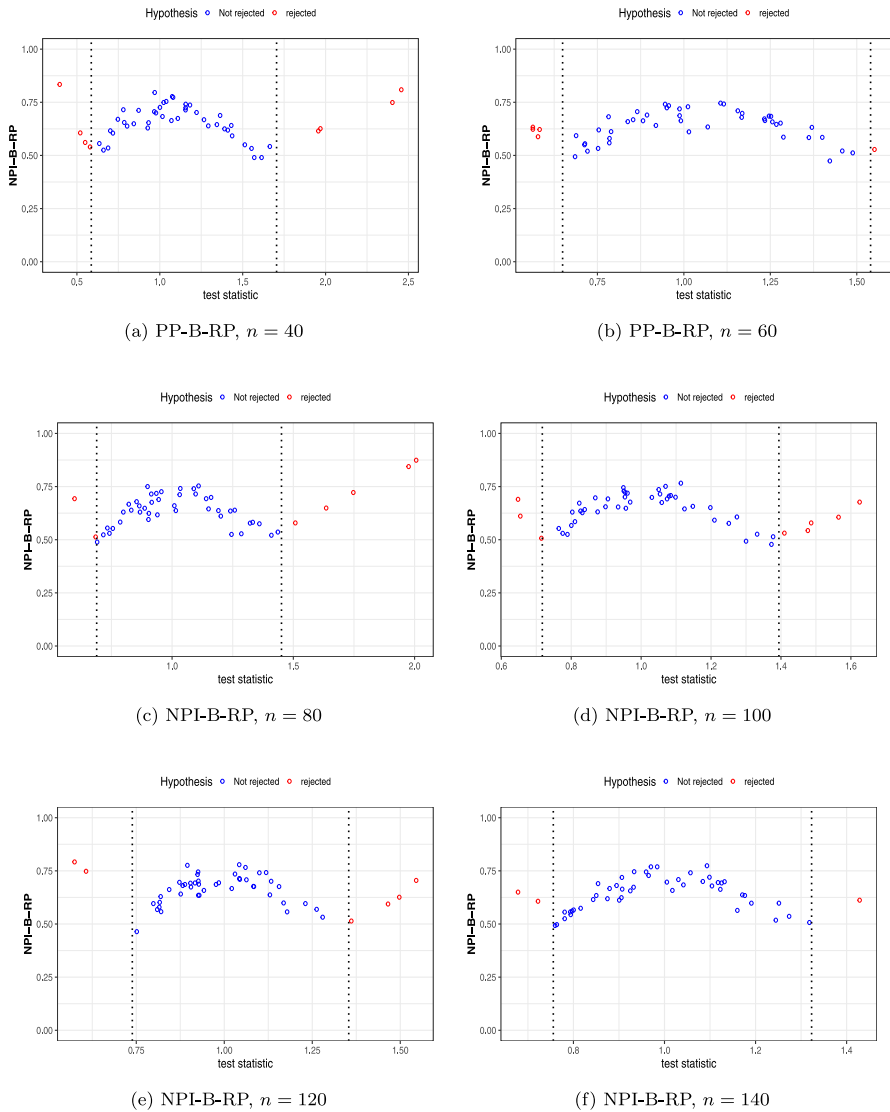 Hypothesis Not rejected rejected
1.00
0.75
0.50
0.25
0.00
NPI−B−RP
0,5 1,0 1,5 2,0 2,5
test statistic
(a) PP-B-RP, n = 40
Hypothesis Not rejected rejected
1,00
0,75
0,50
0,25
0,00
NPI−B−RP
0,75 1,00 1,25 1,50
test statistic
(b) PP-B-RP, n = 60
Hypothesis Not rejected rejected
1.00
0.75
0.50
0.25
0.00
NPI−B−RP
1.0 1.5 2.0
test statistic
(c) NPI-B-RP, n = 80
Hypothesis Not rejected rejected
1.00
0.75
0.50
0.25
0.00
NPI−B−RP
0.6 0.8 1.0 1.2 1.4 1.6
test statistic
(d) NPI-B-RP, n = 100
Hypothesis Not rejected rejected
1.00
0.75
0.50
0.25
0.00
NPI−B−RP
0.75 1.00 1.25 1.50
test statistic
(e) NPI-B-RP, n = 120
Hypothesis Not rejected rejected
1.00
0.75
0.50
0.25
0.00
NPI−B−RP
0.8 1.0 1.2 1.4
test statistic
(f) NPI-B-RP, n = 140